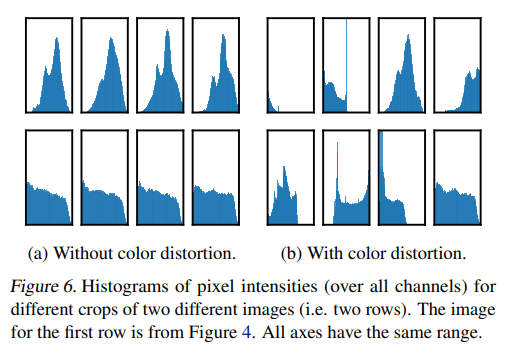 (a) Without color distortion.
(b) With color distortion.
Figure 6. Histograms of pixel intensities (over all channels) for
different crops of two different images (i.e. two rows). The image
for the first row is from Figure 4. All axes have the same range.